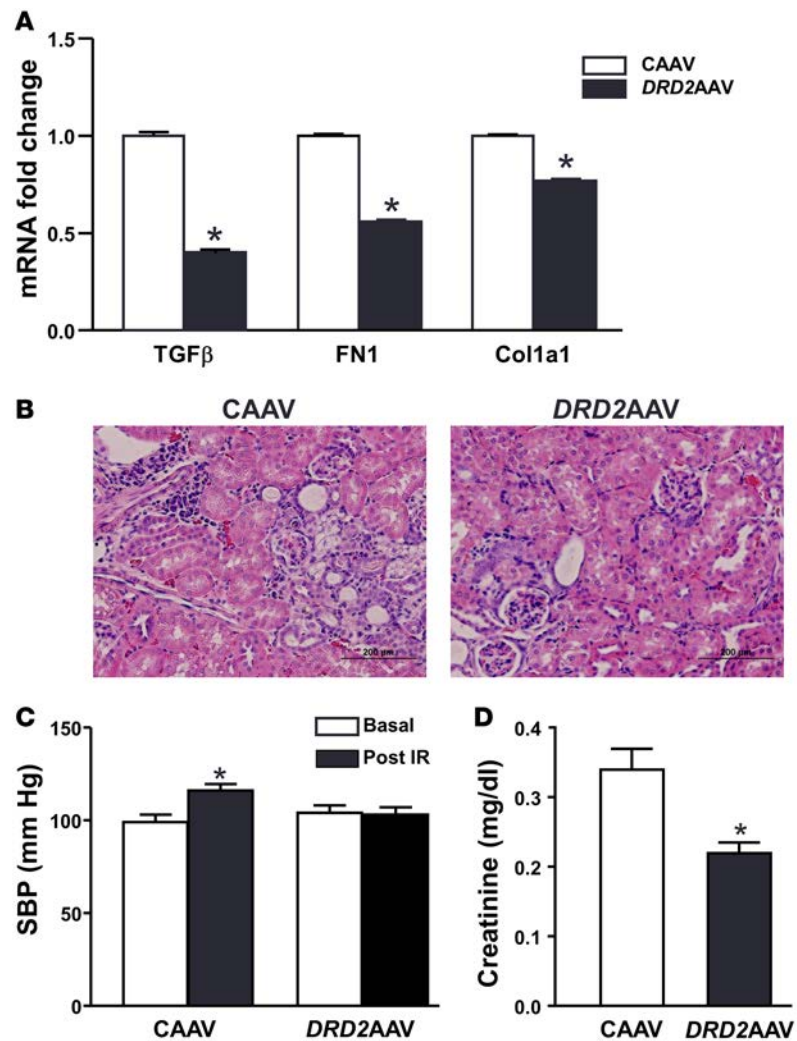 A
1.5
1.0
0.5
0.0
mRNA fold change
CAAV
DRD2AAV
*
*
*
TGFβ
FN1
Col1a1
B
CAAV
DRD2AAV
200 µm
200 µm
C
150
100
50
0
SBP (mm Hg)
Basal
Post IR
*
CAAV
DRD2AAV
D
0.4
0.3
0.2
0.1
0.0
Creatinine (mg/dl)
*
CAAV
DRD2AAV